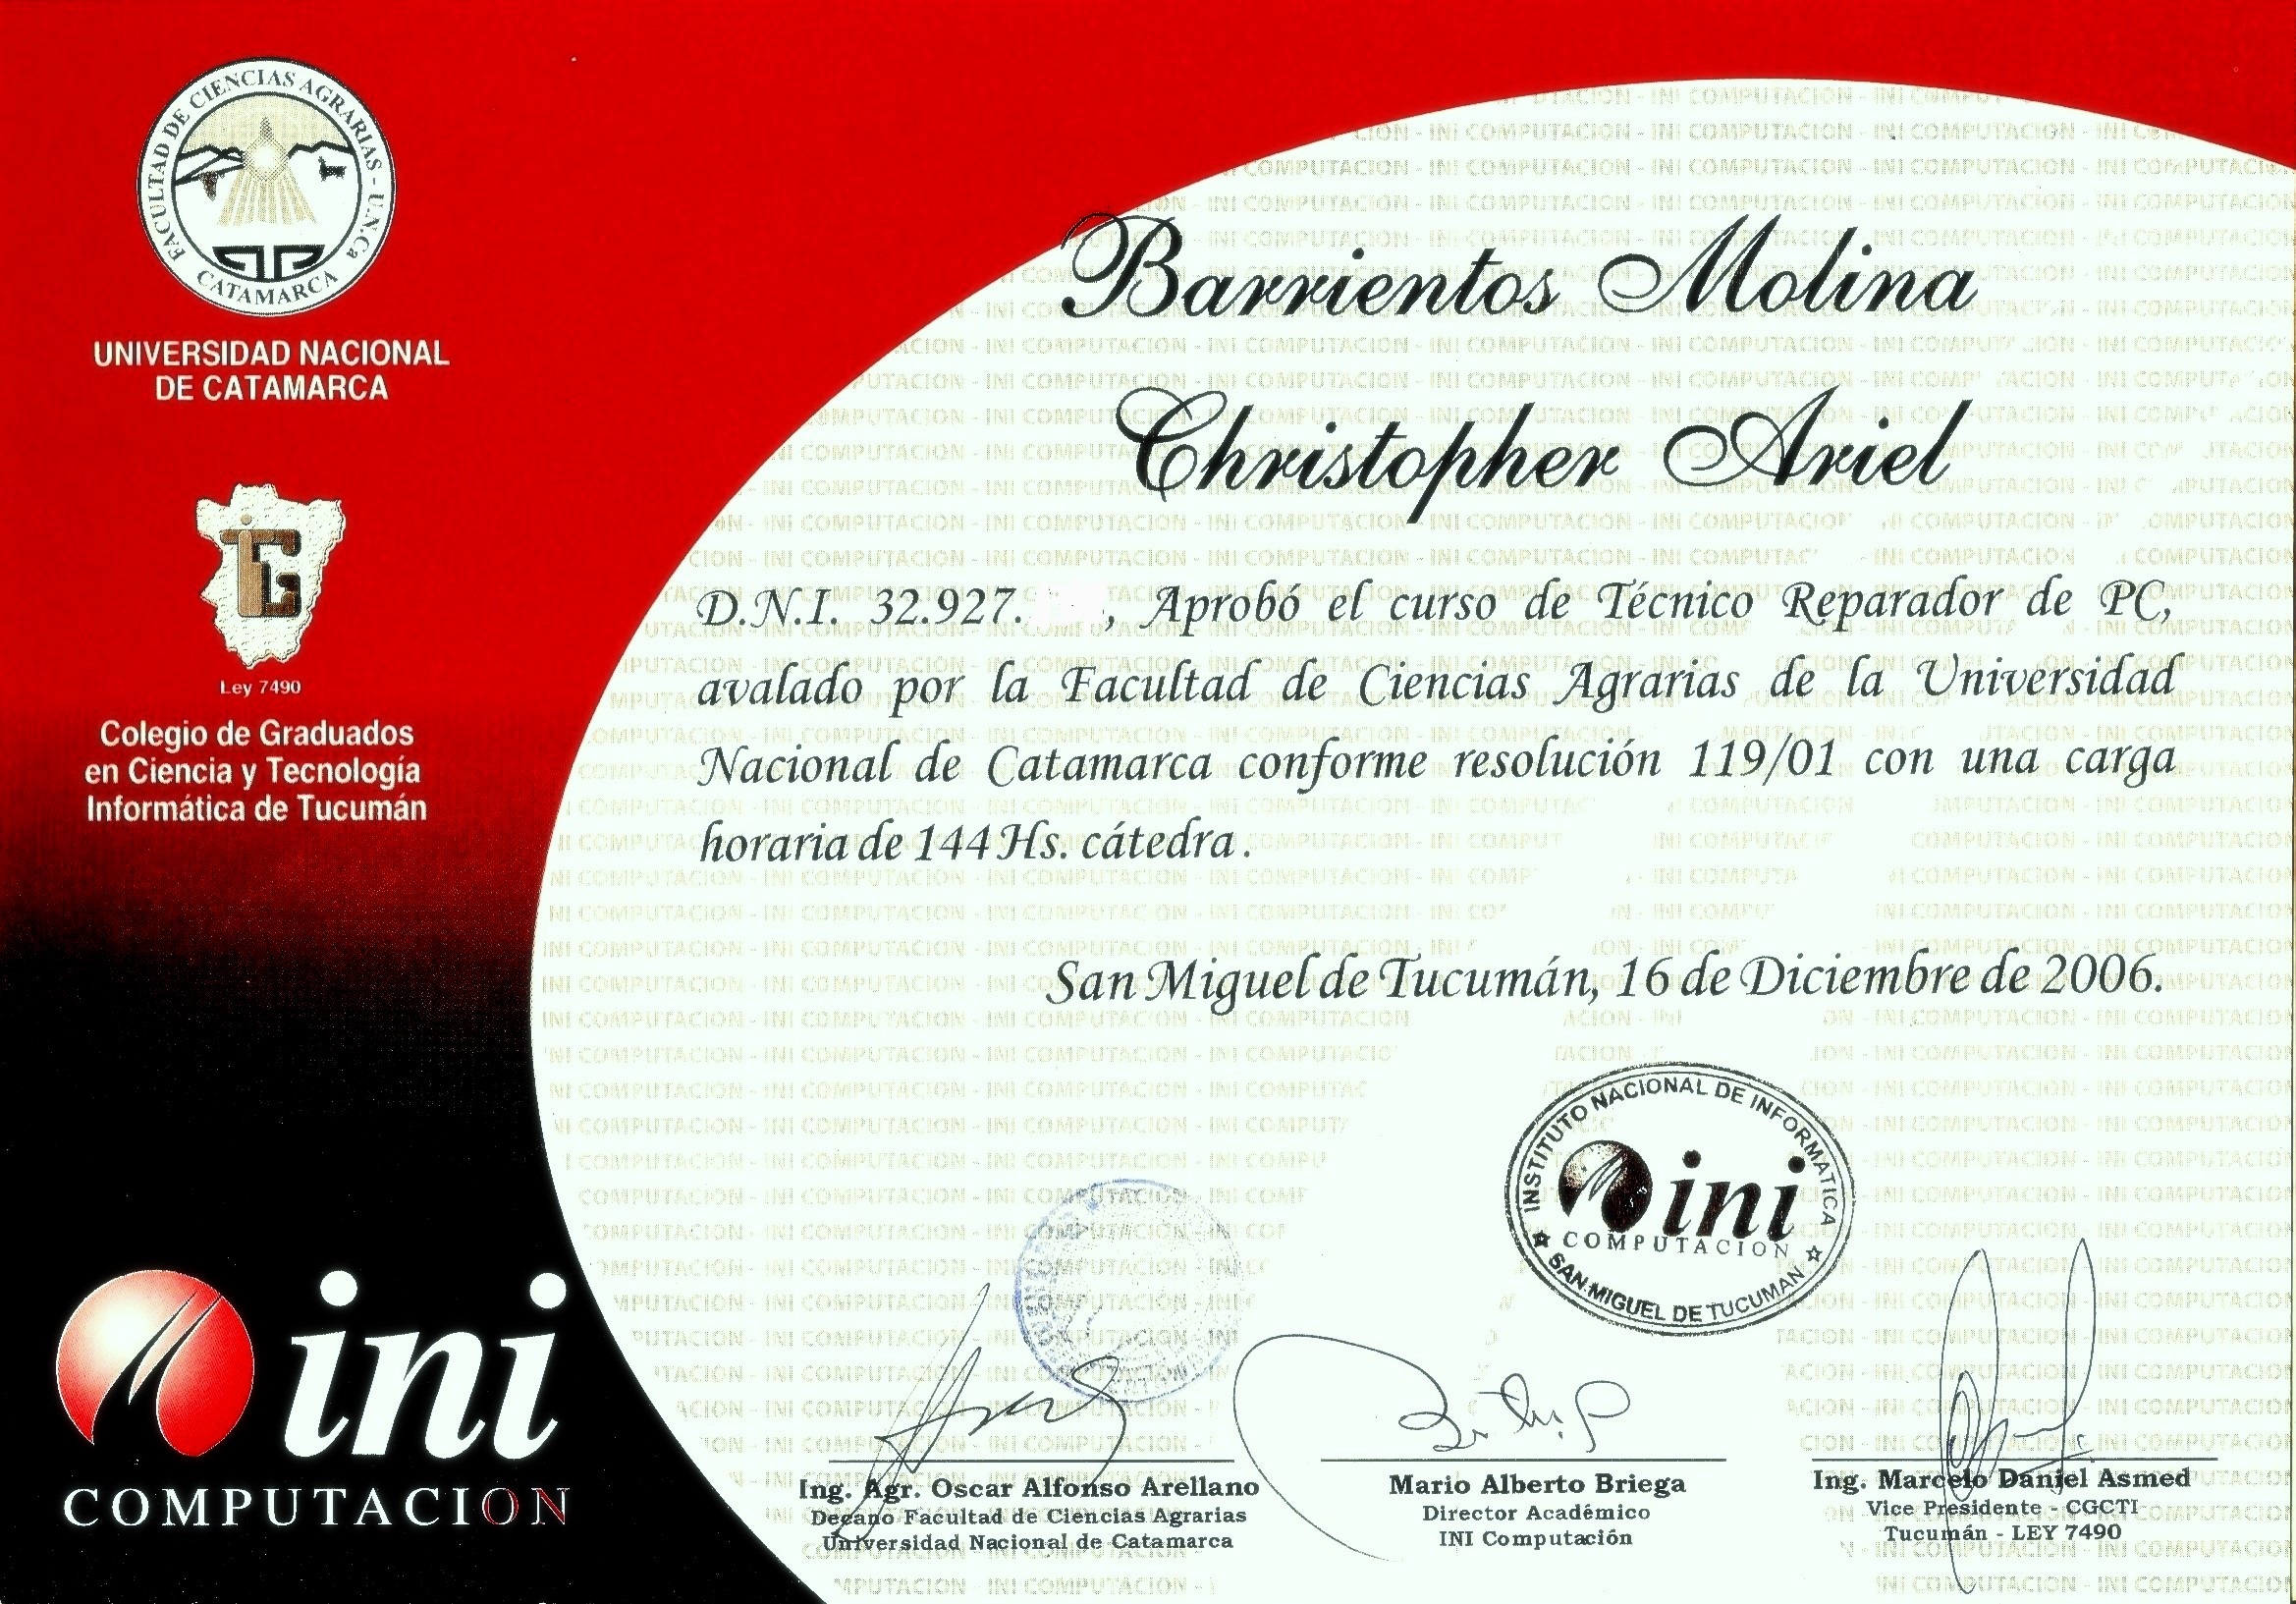 FACULTAD DE CIENCIAS AGRARIAS - U.N.Ca
CATAMARCA
UNIVERSIDAD NACIONAL
DE CATAMARCA
Ley 7490
Colegio de Graduados
en Ciencia y Tecnología
Informática de Tucumán
ini
COMPUTACION
Barrientos Molina
Christopher Ariel
D.N.I. 32.927. , Aprobó el curso de Técnico Reparador de PC,
avalado por la Facultad de Ciencias Agrarias de la Universidad
Nacional de Catamarca conforme resolución 119/01 con una carga
horaria de 144 Hs. cátedra.
San Miguel de Tucumán, 16 de Diciembre de 2006.
INSTITUTO NACIONAL DE INFORMATICA
ini
COMPUTACION
SAN MIGUEL DE TUCUMAN
Ing. Agr. Oscar Alfonso Arellano
Decano Facultad de Ciencias Agrarias
Universidad Nacional de Catamarca
Mario Alberto Briega
Director Académico
INI Computación
Ing. Marcelo Daniel Asmed
Vice Presidente - CGCTI
Tucumán - LEY 7490